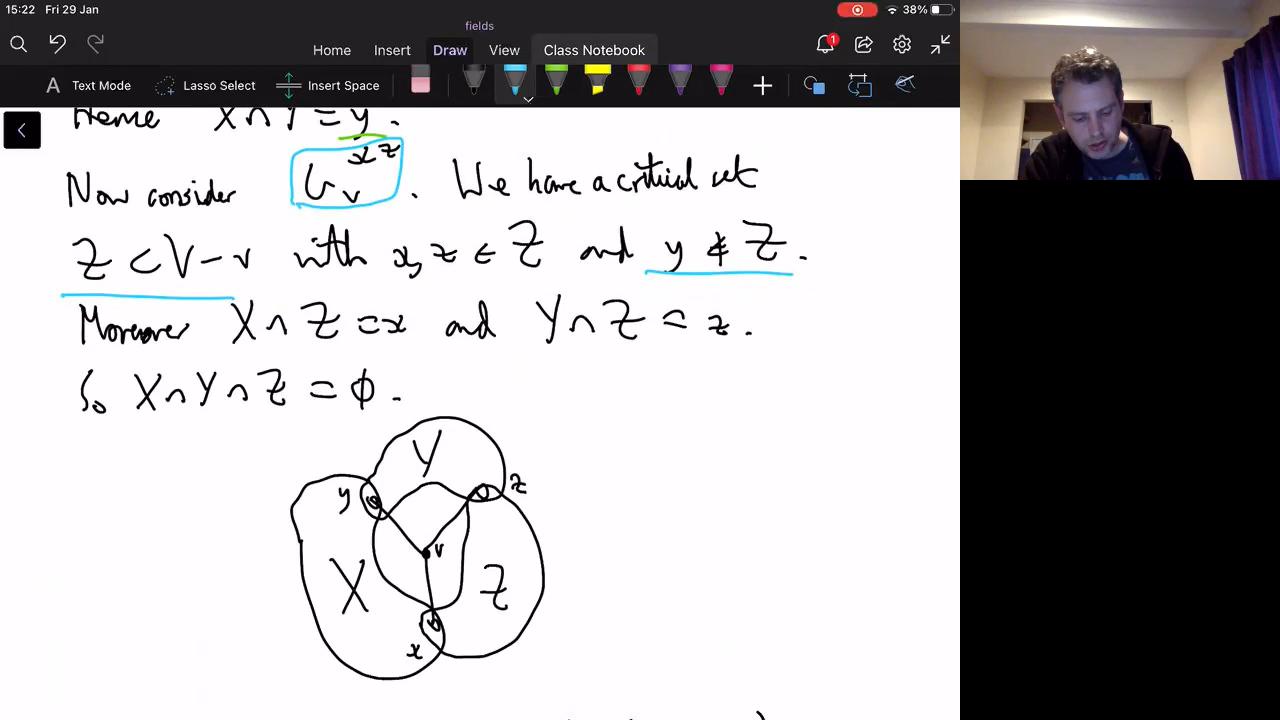 15:22 Fri 29 Jan
38%
fields
Home Insert Draw View Class Notebook
1
A Text Mode Lasso Select Insert Space
Hence X ∩ Y = y.
Now consider G_v^{xz}. We have a critical set
Z ⊂ V - v with x, z ∈ Z and y ∉ Z.
Moreover X ∩ Z = x and Y ∩ Z = z.
So X ∩ Y ∩ Z = ϕ.
Y
y
z
v
X
Z
x